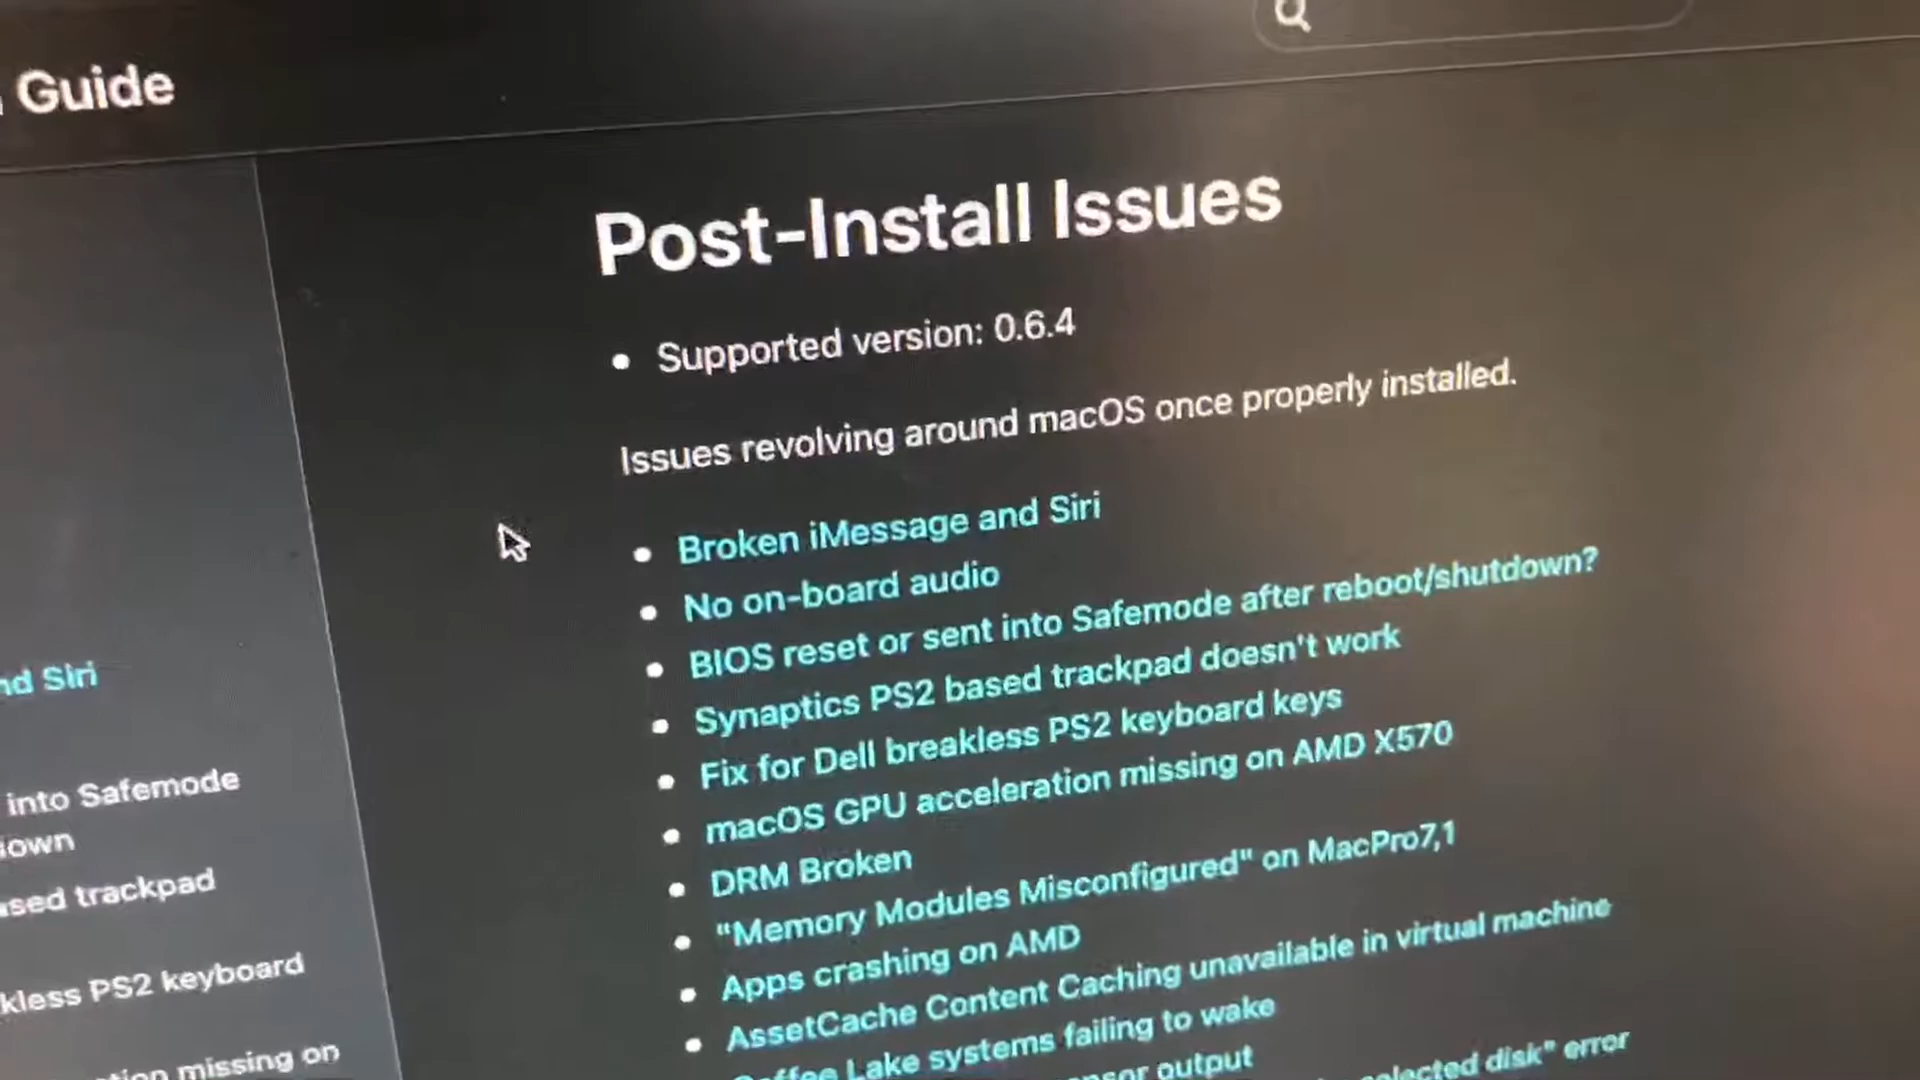 Guide
Post-Install Issues
Supported version: 0.6.4
Issues revolving around macOS once properly installed.
Broken iMessage and Siri
No on-board audio
BIOS reset or sent into Safemode after reboot/shutdown?
Synaptics PS2 based trackpad doesn't work
Fix for Dell breakless PS2 keyboard keys
macOS GPU acceleration missing on AMD X570
DRM Broken
"Memory Modules Misconfigured" on MacPro7,1
Apps crashing on AMD
AssetCache Content Caching unavailable in virtual machine
Coffee Lake systems failing to wake
output
disk" error
Siri
into Safemode
trackpad
PS2 keyboard
missing on